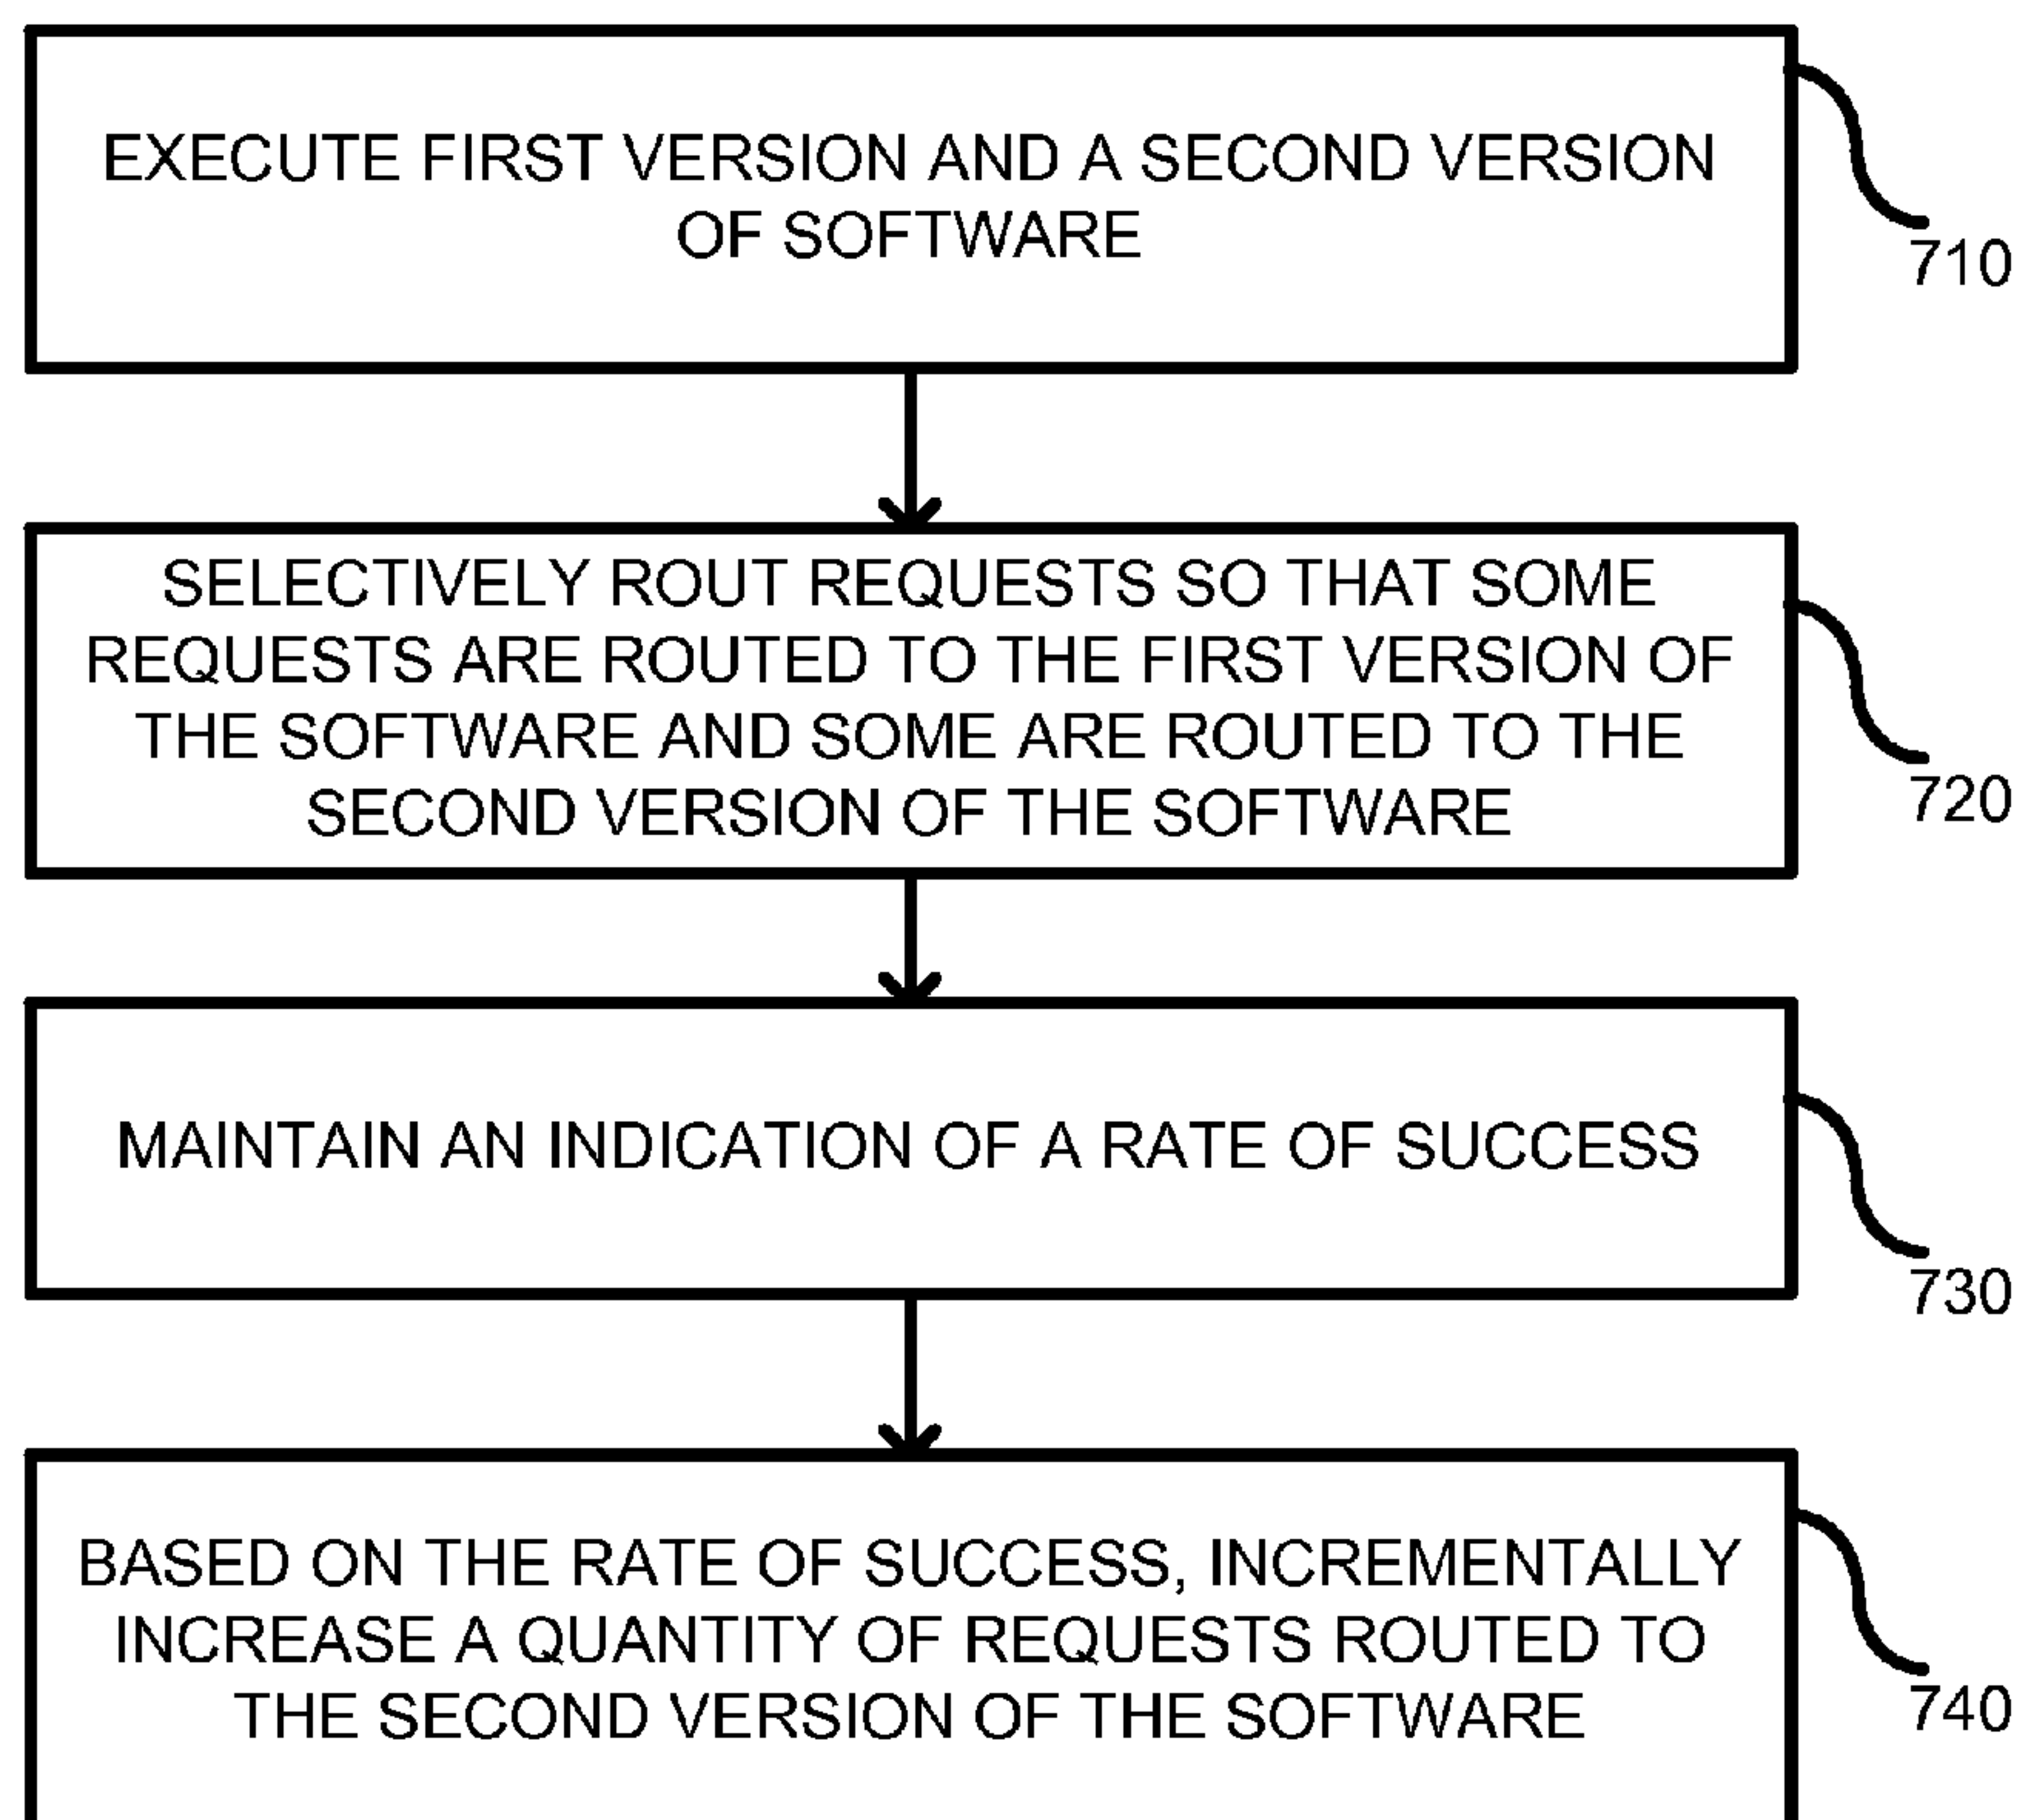 EXECUTE FIRST VERSION AND A SECOND VERSION
OF SOFTWARE
710
SELECTIVELY ROUT REQUESTS SO THAT SOME
REQUESTS ARE ROUTED TO THE FIRST VERSION OF
THE SOFTWARE AND SOME ARE ROUTED TO THE
SECOND VERSION OF THE SOFTWARE
720
MAINTAIN AN INDICATION OF A RATE OF SUCCESS
730
BASED ON THE RATE OF SUCCESS, INCREMENTALLY
INCREASE A QUANTITY OF REQUESTS ROUTED TO
THE SECOND VERSION OF THE SOFTWARE
740